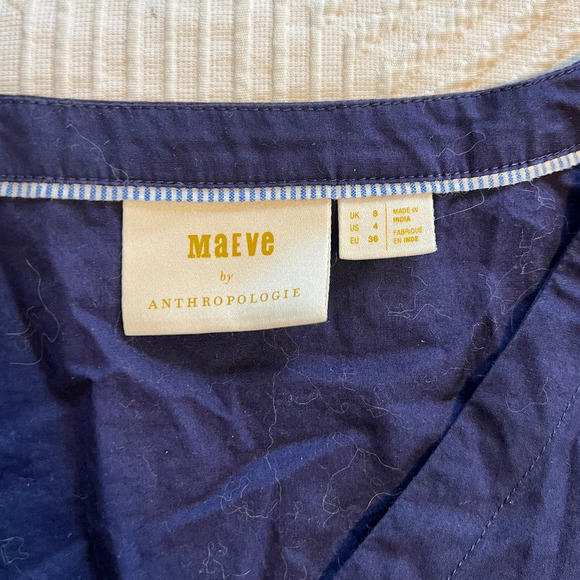 MaEVe
by
ANTHROPOLOGIE
UK 8
US 4
EU 36
MADE IN
INDIA
FABRIQUÉ
EN INDE